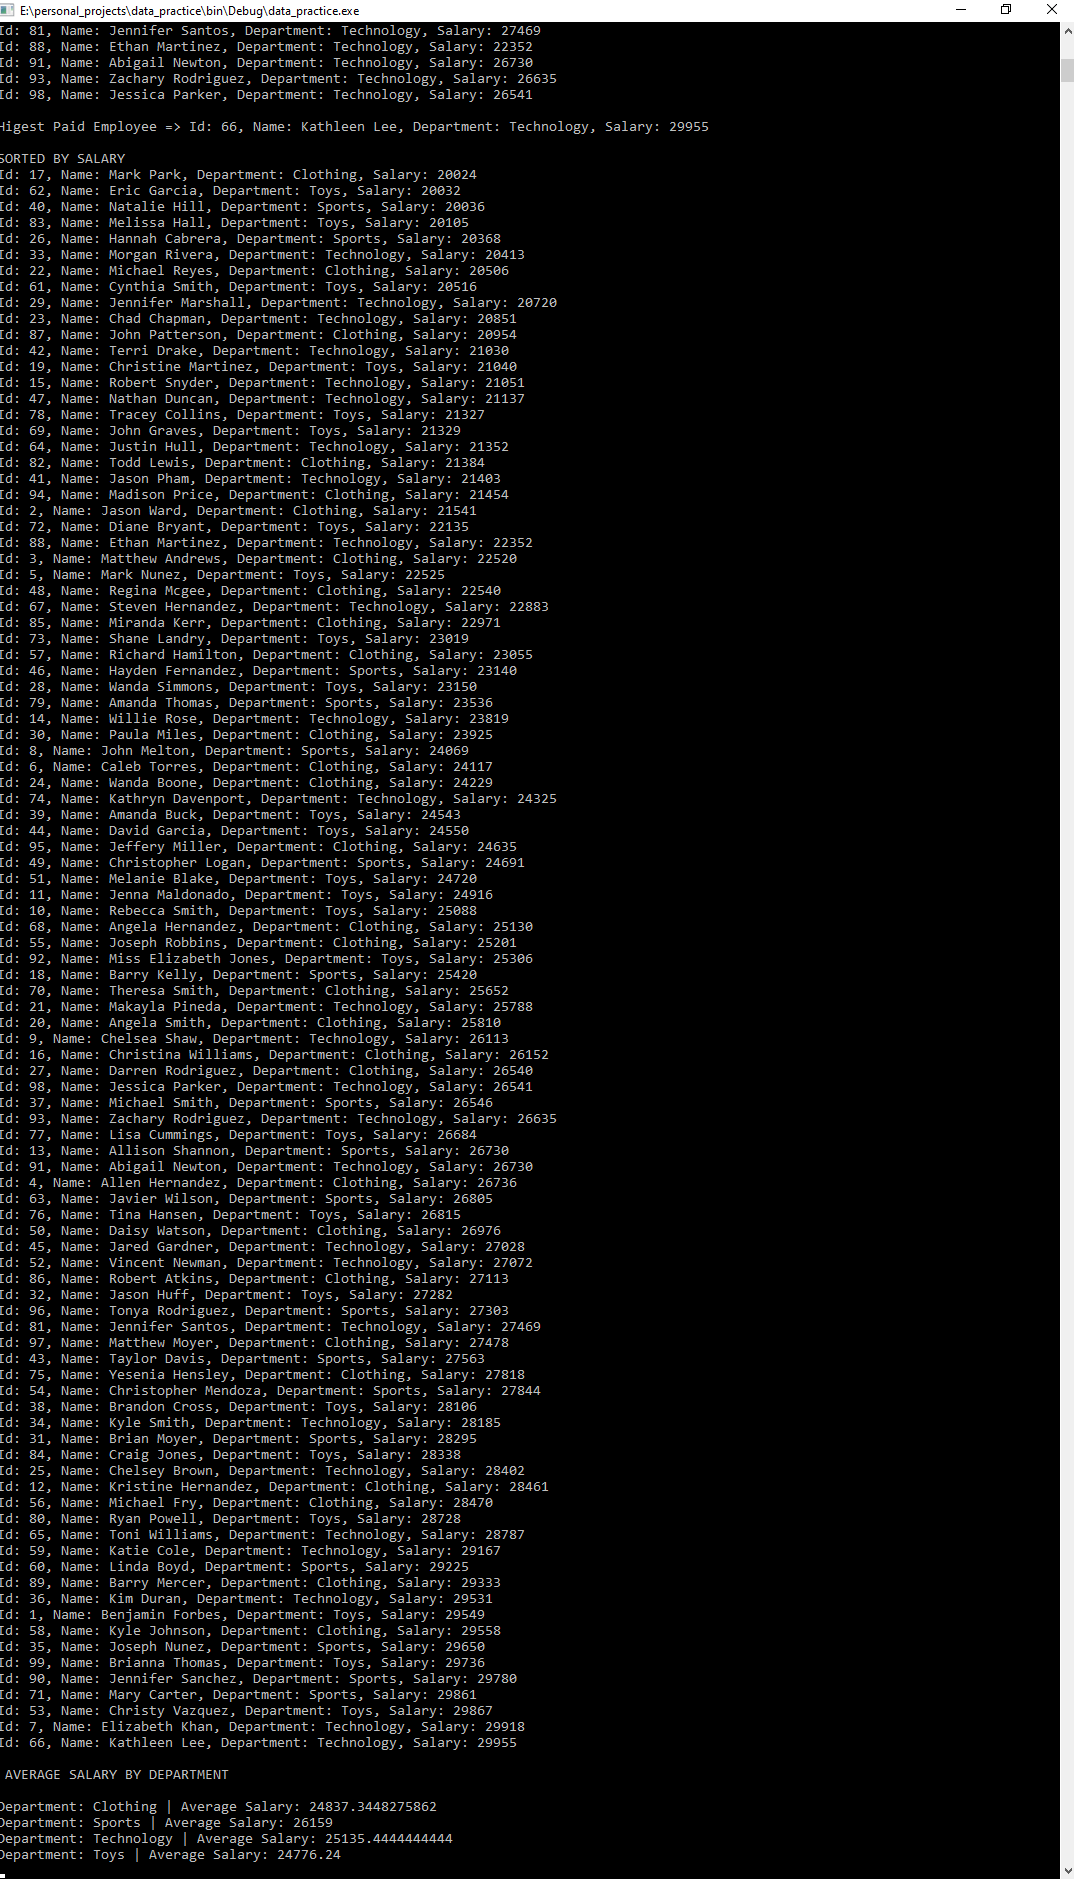 E:\personal_projects\data_practice\bin\Debug\data_practice.exe
Id: 81, Name: Jennifer Santos, Department: Technology, Salary: 27469
Id: 88, Name: Ethan Martinez, Department: Technology, Salary: 22352
Id: 91, Name: Abigail Newton, Department: Technology, Salary: 26730
Id: 93, Name: Zachary Rodriguez, Department: Technology, Salary: 26635
Id: 98, Name: Jessica Parker, Department: Technology, Salary: 26541
Higest Paid Employee => Id: 66, Name: Kathleen Lee, Department: Technology, Salary: 29955
SORTED BY SALARY
Id: 17, Name: Mark Park, Department: Clothing, Salary: 20024
Id: 62, Name: Eric Garcia, Department: Toys, Salary: 20032
Id: 40, Name: Natalie Hill, Department: Sports, Salary: 20036
Id: 83, Name: Melissa Hall, Department: Toys, Salary: 20105
Id: 26, Name: Hannah Cabrera, Department: Sports, Salary: 20368
Id: 33, Name: Morgan Rivera, Department: Technology, Salary: 20413
Id: 22, Name: Michael Reyes, Department: Clothing, Salary: 20506
Id: 61, Name: Cynthia Smith, Department: Toys, Salary: 20516
Id: 29, Name: Jennifer Marshall, Department: Technology, Salary: 20720
Id: 23, Name: Chad Chapman, Department: Technology, Salary: 20851
Id: 87, Name: John Patterson, Department: Clothing, Salary: 20954
Id: 42, Name: Terri Drake, Department: Technology, Salary: 21030
Id: 19, Name: Christine Martinez, Department: Toys, Salary: 21040
Id: 15, Name: Robert Snyder, Department: Technology, Salary: 21051
Id: 47, Name: Nathan Duncan, Department: Technology, Salary: 21137
Id: 78, Name: Tracey Collins, Department: Toys, Salary: 21327
Id: 69, Name: John Graves, Department: Toys, Salary: 21329
Id: 64, Name: Justin Hull, Department: Technology, Salary: 21352
Id: 82, Name: Todd Lewis, Department: Clothing, Salary: 21384
Id: 41, Name: Jason Pham, Department: Technology, Salary: 21403
Id: 94, Name: Madison Price, Department: Clothing, Salary: 21454
Id: 2, Name: Jason Ward, Department: Clothing, Salary: 21541
Id: 72, Name: Diane Bryant, Department: Toys, Salary: 22135
Id: 88, Name: Ethan Martinez, Department: Technology, Salary: 22352
Id: 3, Name: Matthew Andrews, Department: Clothing, Salary: 22520
Id: 5, Name: Mark Nunez, Department: Toys, Salary: 22525
Id: 48, Name: Regina Mcgee, Department: Clothing, Salary: 22540
Id: 67, Name: Steven Hernandez, Department: Technology, Salary: 22883
Id: 85, Name: Miranda Kerr, Department: Clothing, Salary: 22971
Id: 73, Name: Shane Landry, Department: Toys, Salary: 23019
Id: 57, Name: Richard Hamilton, Department: Clothing, Salary: 23055
Id: 46, Name: Hayden Fernandez, Department: Sports, Salary: 23140
Id: 28, Name: Wanda Simmons, Department: Toys, Salary: 23150
Id: 79, Name: Amanda Thomas, Department: Sports, Salary: 23536
Id: 14, Name: Willie Rose, Department: Technology, Salary: 23819
Id: 30, Name: Paula Miles, Department: Clothing, Salary: 23925
Id: 8, Name: John Melton, Department: Sports, Salary: 24069
Id: 6, Name: Caleb Torres, Department: Clothing, Salary: 24117
Id: 24, Name: Wanda Boone, Department: Clothing, Salary: 24229
Id: 74, Name: Kathryn Davenport, Department: Technology, Salary: 24325
Id: 39, Name: Amanda Buck, Department: Toys, Salary: 24543
Id: 44, Name: David Garcia, Department: Toys, Salary: 24550
Id: 95, Name: Jeffery Miller, Department: Clothing, Salary: 24635
Id: 49, Name: Christopher Logan, Department: Sports, Salary: 24691
Id: 51, Name: Melanie Blake, Department: Toys, Salary: 24720
Id: 11, Name: Jenna Maldonado, Department: Toys, Salary: 24916
Id: 10, Name: Rebecca Smith, Department: Toys, Salary: 25088
Id: 68, Name: Angela Hernandez, Department: Clothing, Salary: 25130
Id: 55, Name: Joseph Robbins, Department: Clothing, Salary: 25201
Id: 92, Name: Miss Elizabeth Jones, Department: Toys, Salary: 25306
Id: 18, Name: Barry Kelly, Department: Sports, Salary: 25420
Id: 70, Name: Theresa Smith, Department: Clothing, Salary: 25652
Id: 21, Name: Makayla Pineda, Department: Technology, Salary: 25788
Id: 20, Name: Angela Smith, Department: Clothing, Salary: 25810
Id: 9, Name: Chelsea Shaw, Department: Technology, Salary: 26113
Id: 16, Name: Christina Williams, Department: Clothing, Salary: 26152
Id: 27, Name: Darren Rodriguez, Department: Clothing, Salary: 26540
Id: 98, Name: Jessica Parker, Department: Technology, Salary: 26541
Id: 37, Name: Michael Smith, Department: Sports, Salary: 26546
Id: 93, Name: Zachary Rodriguez, Department: Technology, Salary: 26635
Id: 77, Name: Lisa Cummings, Department: Toys, Salary: 26684
Id: 13, Name: Allison Shannon, Department: Sports, Salary: 26730
Id: 91, Name: Abigail Newton, Department: Technology, Salary: 26730
Id: 4, Name: Allen Hernandez, Department: Clothing, Salary: 26736
Id: 63, Name: Javier Wilson, Department: Sports, Salary: 26805
Id: 76, Name: Tina Hansen, Department: Toys, Salary: 26815
Id: 50, Name: Daisy Watson, Department: Clothing, Salary: 26976
Id: 45, Name: Jared Gardner, Department: Technology, Salary: 27028
Id: 52, Name: Vincent Newman, Department: Technology, Salary: 27072
Id: 86, Name: Robert Atkins, Department: Clothing, Salary: 27113
Id: 32, Name: Jason Huff, Department: Toys, Salary: 27282
Id: 96, Name: Tonya Rodriguez, Department: Sports, Salary: 27303
Id: 81, Name: Jennifer Santos, Department: Technology, Salary: 27469
Id: 97, Name: Matthew Moyer, Department: Clothing, Salary: 27478
Id: 43, Name: Taylor Davis, Department: Sports, Salary: 27563
Id: 75, Name: Yesenia Hensley, Department: Clothing, Salary: 27818
Id: 54, Name: Christopher Mendoza, Department: Sports, Salary: 27844
Id: 38, Name: Brandon Cross, Department: Toys, Salary: 28106
Id: 34, Name: Kyle Smith, Department: Technology, Salary: 28185
Id: 31, Name: Brian Moyer, Department: Sports, Salary: 28295
Id: 84, Name: Craig Jones, Department: Toys, Salary: 28338
Id: 25, Name: Chelsey Brown, Department: Technology, Salary: 28402
Id: 12, Name: Kristine Hernandez, Department: Clothing, Salary: 28461
Id: 56, Name: Michael Fry, Department: Clothing, Salary: 28470
Id: 80, Name: Ryan Powell, Department: Toys, Salary: 28728
Id: 65, Name: Toni Williams, Department: Technology, Salary: 28787
Id: 59, Name: Katie Cole, Department: Technology, Salary: 29167
Id: 60, Name: Linda Boyd, Department: Sports, Salary: 29225
Id: 89, Name: Barry Mercer, Department: Clothing, Salary: 29333
Id: 36, Name: Kim Duran, Department: Technology, Salary: 29531
Id: 1, Name: Benjamin Forbes, Department: Toys, Salary: 29549
Id: 58, Name: Kyle Johnson, Department: Clothing, Salary: 29558
Id: 35, Name: Joseph Nunez, Department: Sports, Salary: 29650
Id: 99, Name: Brianna Thomas, Department: Toys, Salary: 29736
Id: 90, Name: Jennifer Sanchez, Department: Sports, Salary: 29780
Id: 71, Name: Mary Carter, Department: Sports, Salary: 29861
Id: 53, Name: Christy Vazquez, Department: Toys, Salary: 29867
Id: 7, Name: Elizabeth Khan, Department: Technology, Salary: 29918
Id: 66, Name: Kathleen Lee, Department: Technology, Salary: 29955
AVERAGE SALARY BY DEPARTMENT
Department: Clothing | Average Salary: 24837.3448275862
Department: Sports | Average Salary: 26159
Department: Technology | Average Salary: 25135.4444444444
Department: Toys | Average Salary: 24776.24